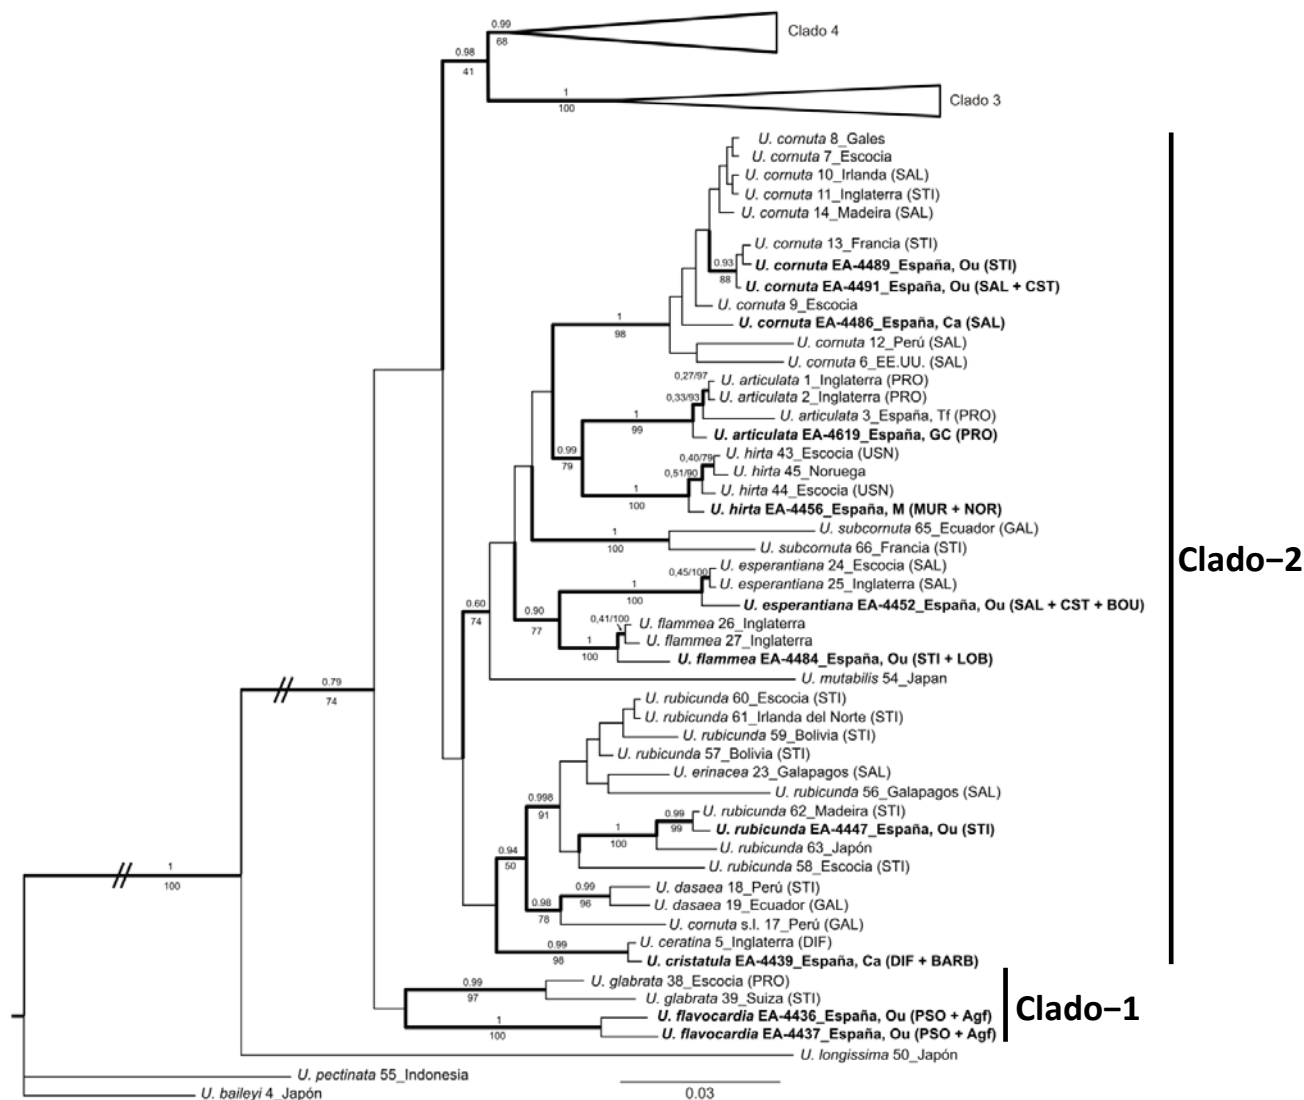 0.99
68
Clado 4
0.98
41
1
100
Clado 3
U. cornuta 8_Gales
U. cornuta 7_Escocia
U. cornuta 10_Irlanda (SAL)
U. cornuta 11_Inglaterra (STI)
U. cornuta 14_Madeira (SAL)
U. cornuta 13_Francia (STI)
0.93
88
U. cornuta EA-4489_España, Ou (STI)
U. cornuta EA-4491_España, Ou (SAL + CST)
U. cornuta 9_Escocia
1
98
U. cornuta EA-4486_España, Ca (SAL)
U. cornuta 12_Perú (SAL)
U. cornuta 6_EE.UU. (SAL)
0,27/97
U. articulata 1_Inglaterra (PRO)
0,33/93
U. articulata 2_Inglaterra (PRO)
1
99
U. articulata 3_España, Tf (PRO)
U. articulata EA-4619_España, GC (PRO)
0.99
79
0,40/79
U. hirta 43_Escocia (USN)
0,51/90
U. hirta 45_Noruega
1
100
U. hirta 44_Escocia (USN)
U. hirta EA-4456_España, M (MUR + NOR)
1
100
U. subcornuta 65_Ecuador (GAL)
U. subcornuta 66_Francia (STI)
0,45/100
U. esperantiana 24_Escocia (SAL)
U. esperantiana 25_Inglaterra (SAL)
1
100
U. esperantiana EA-4452_España, Ou (SAL + CST + BOU)
Clado−2
0.60
74
0.90
77
0,41/100
U. flammea 26_Inglaterra
U. flammea 27_Inglaterra
1
100
U. flammea EA-4484_España, Ou (STI + LOB)
U. mutabilis 54_Japan
0.79
74
U. rubicunda 60_Escocia (STI)
U. rubicunda 61_Irlanda del Norte (STI)
U. rubicunda 59_Bolivia (STI)
U. rubicunda 57_Bolivia (STI)
U. erinacea 23_Galapagos (SAL)
U. rubicunda 56_Galapagos (SAL)
0.998
91
U. rubicunda 62_Madeira (STI)
0.99
99
U. rubicunda EA-4447_España, Ou (STI)
1
100
U. rubicunda 63_Japón
U. rubicunda 58_Escocia (STI)
0.94
50
1
100
0.99
96
U. dasaea 18_Perú (STI)
U. dasaea 19_Ecuador (GAL)
0.98
78
U. cornuta s.l. 17_Perú (GAL)
U. ceratina 5_Inglaterra (DIF)
0.99
98
U. cristatula EA-4439_España, Ca (DIF + BARB)
U. glabrata 38_Escocia (PRO)
0.99
97
U. glabrata 39_Suiza (STI)
Clado−1
U. flavocardia EA-4436_España, Ou (PSO + Agf)
1
100
U. flavocardia EA-4437_España, Ou (PSO + Agf)
U. longissima 50_Japón
U. pectinata 55_Indonesia
0.03
U. baileyi 4_Japón